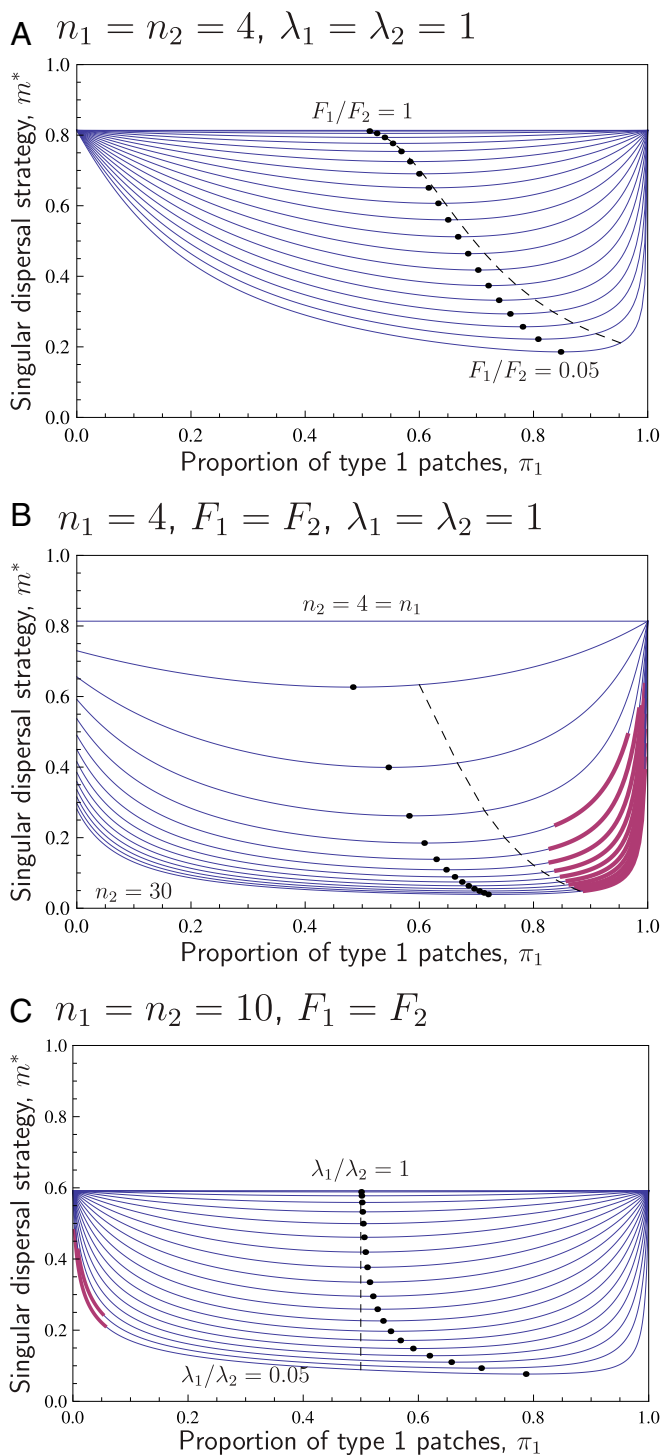 A n₁ = n₂ = 4, λ₁ = λ₂ = 1
1.0
0.8
0.6
0.4
0.2
0.0
Singular dispersal strategy, m*
F₁/F₂ = 1
F₁/F₂ = 0.05
0.0 0.2 0.4 0.6 0.8 1.0
Proportion of type 1 patches, π₁
B n₁ = 4, F₁ = F₂, λ₁ = λ₂ = 1
1.0
0.8
0.6
0.4
0.2
0.0
Singular dispersal strategy, m*
n₂ = 4 = n₁
n₂ = 30
0.0 0.2 0.4 0.6 0.8 1.0
Proportion of type 1 patches, π₁
C n₁ = n₂ = 10, F₁ = F₂
1.0
0.8
0.6
0.4
0.2
0.0
Singular dispersal strategy, m*
λ₁/λ₂ = 1
λ₁/λ₂ = 0.05
0.0 0.2 0.4 0.6 0.8 1.0
Proportion of type 1 patches, π₁